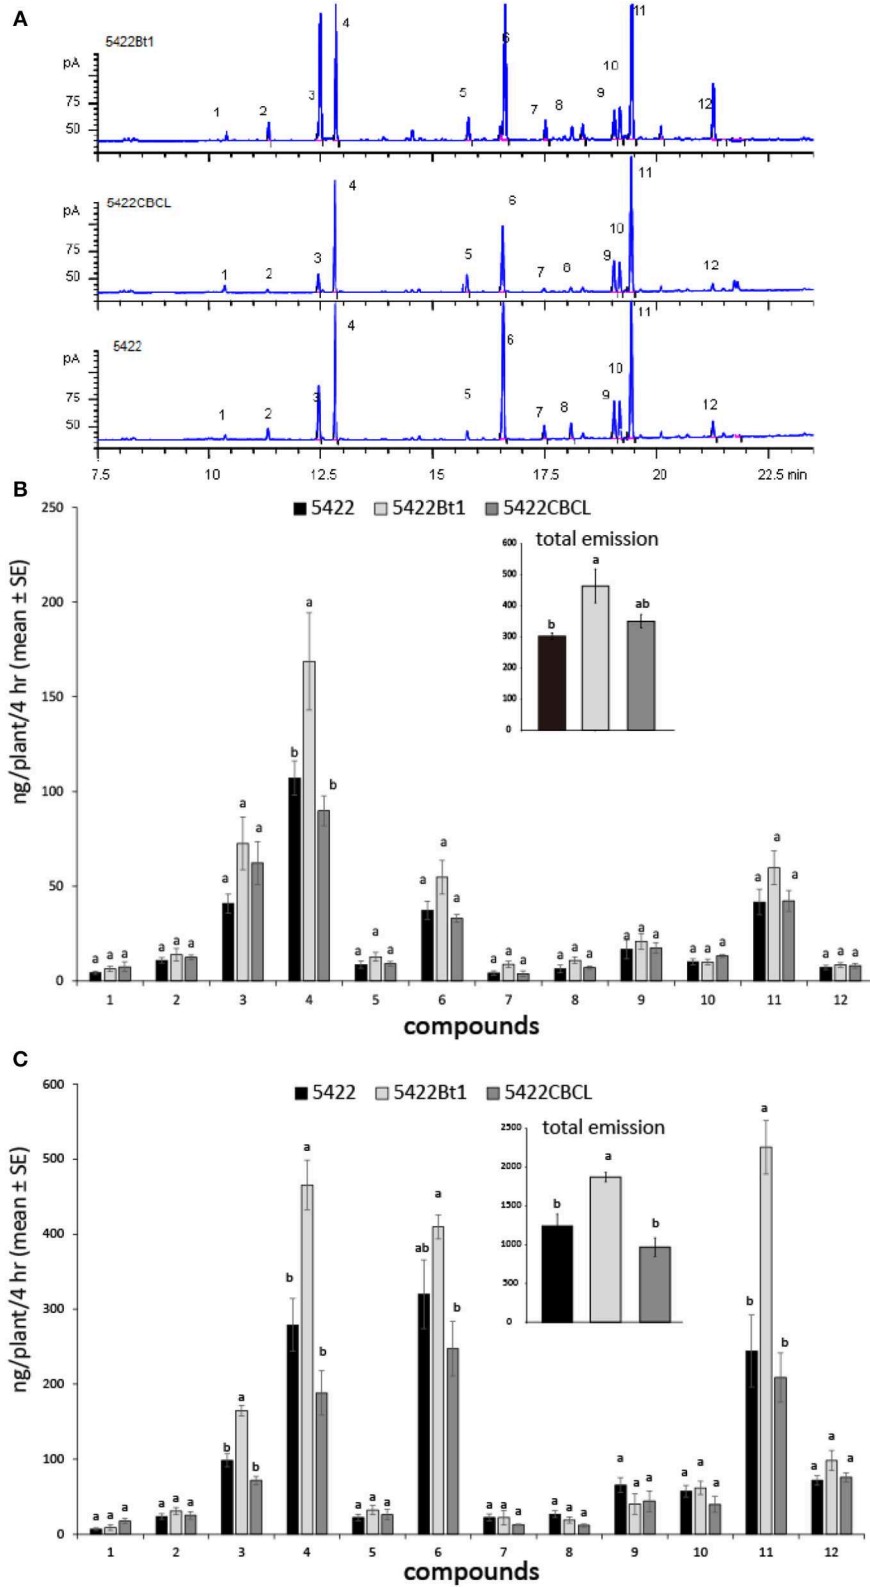 A
5422Bt1
pA
75
50
1 2 3 4 5 6 7 8 9 10 11 12
5422CBCL
pA
75
50
1 2 3 4 5 6 7 8 9 10 11 12
5422
pA
75
50
1 2 3 4 5 6 7 8 9 10 11 12
7.5 10 12.5 15 17.5 20 22.5 min
B
ng/plant/4 hr (mean ± SE)
250
200
150
100
50
0
5422 5422Bt1 5422CBCL
total emission
600
500
400
300
200
100
0
b a ab
a a a
a a a
a a a
b a b
a a a
a a a
a a a
a a a
a a a
a a a
a a a
a a a
1 2 3 4 5 6 7 8 9 10 11 12
compounds
C
ng/plant/4 hr (mean ± SE)
600
500
400
300
200
100
0
5422 5422Bt1 5422CBCL
total emission
2500
2000
1500
1000
500
0
b a b
a a a
a a a
b a b
b a b
a a a
ab a b
a a a
a a a
a a a
a a a
b a b
a a a
1 2 3 4 5 6 7 8 9 10 11 12
compounds